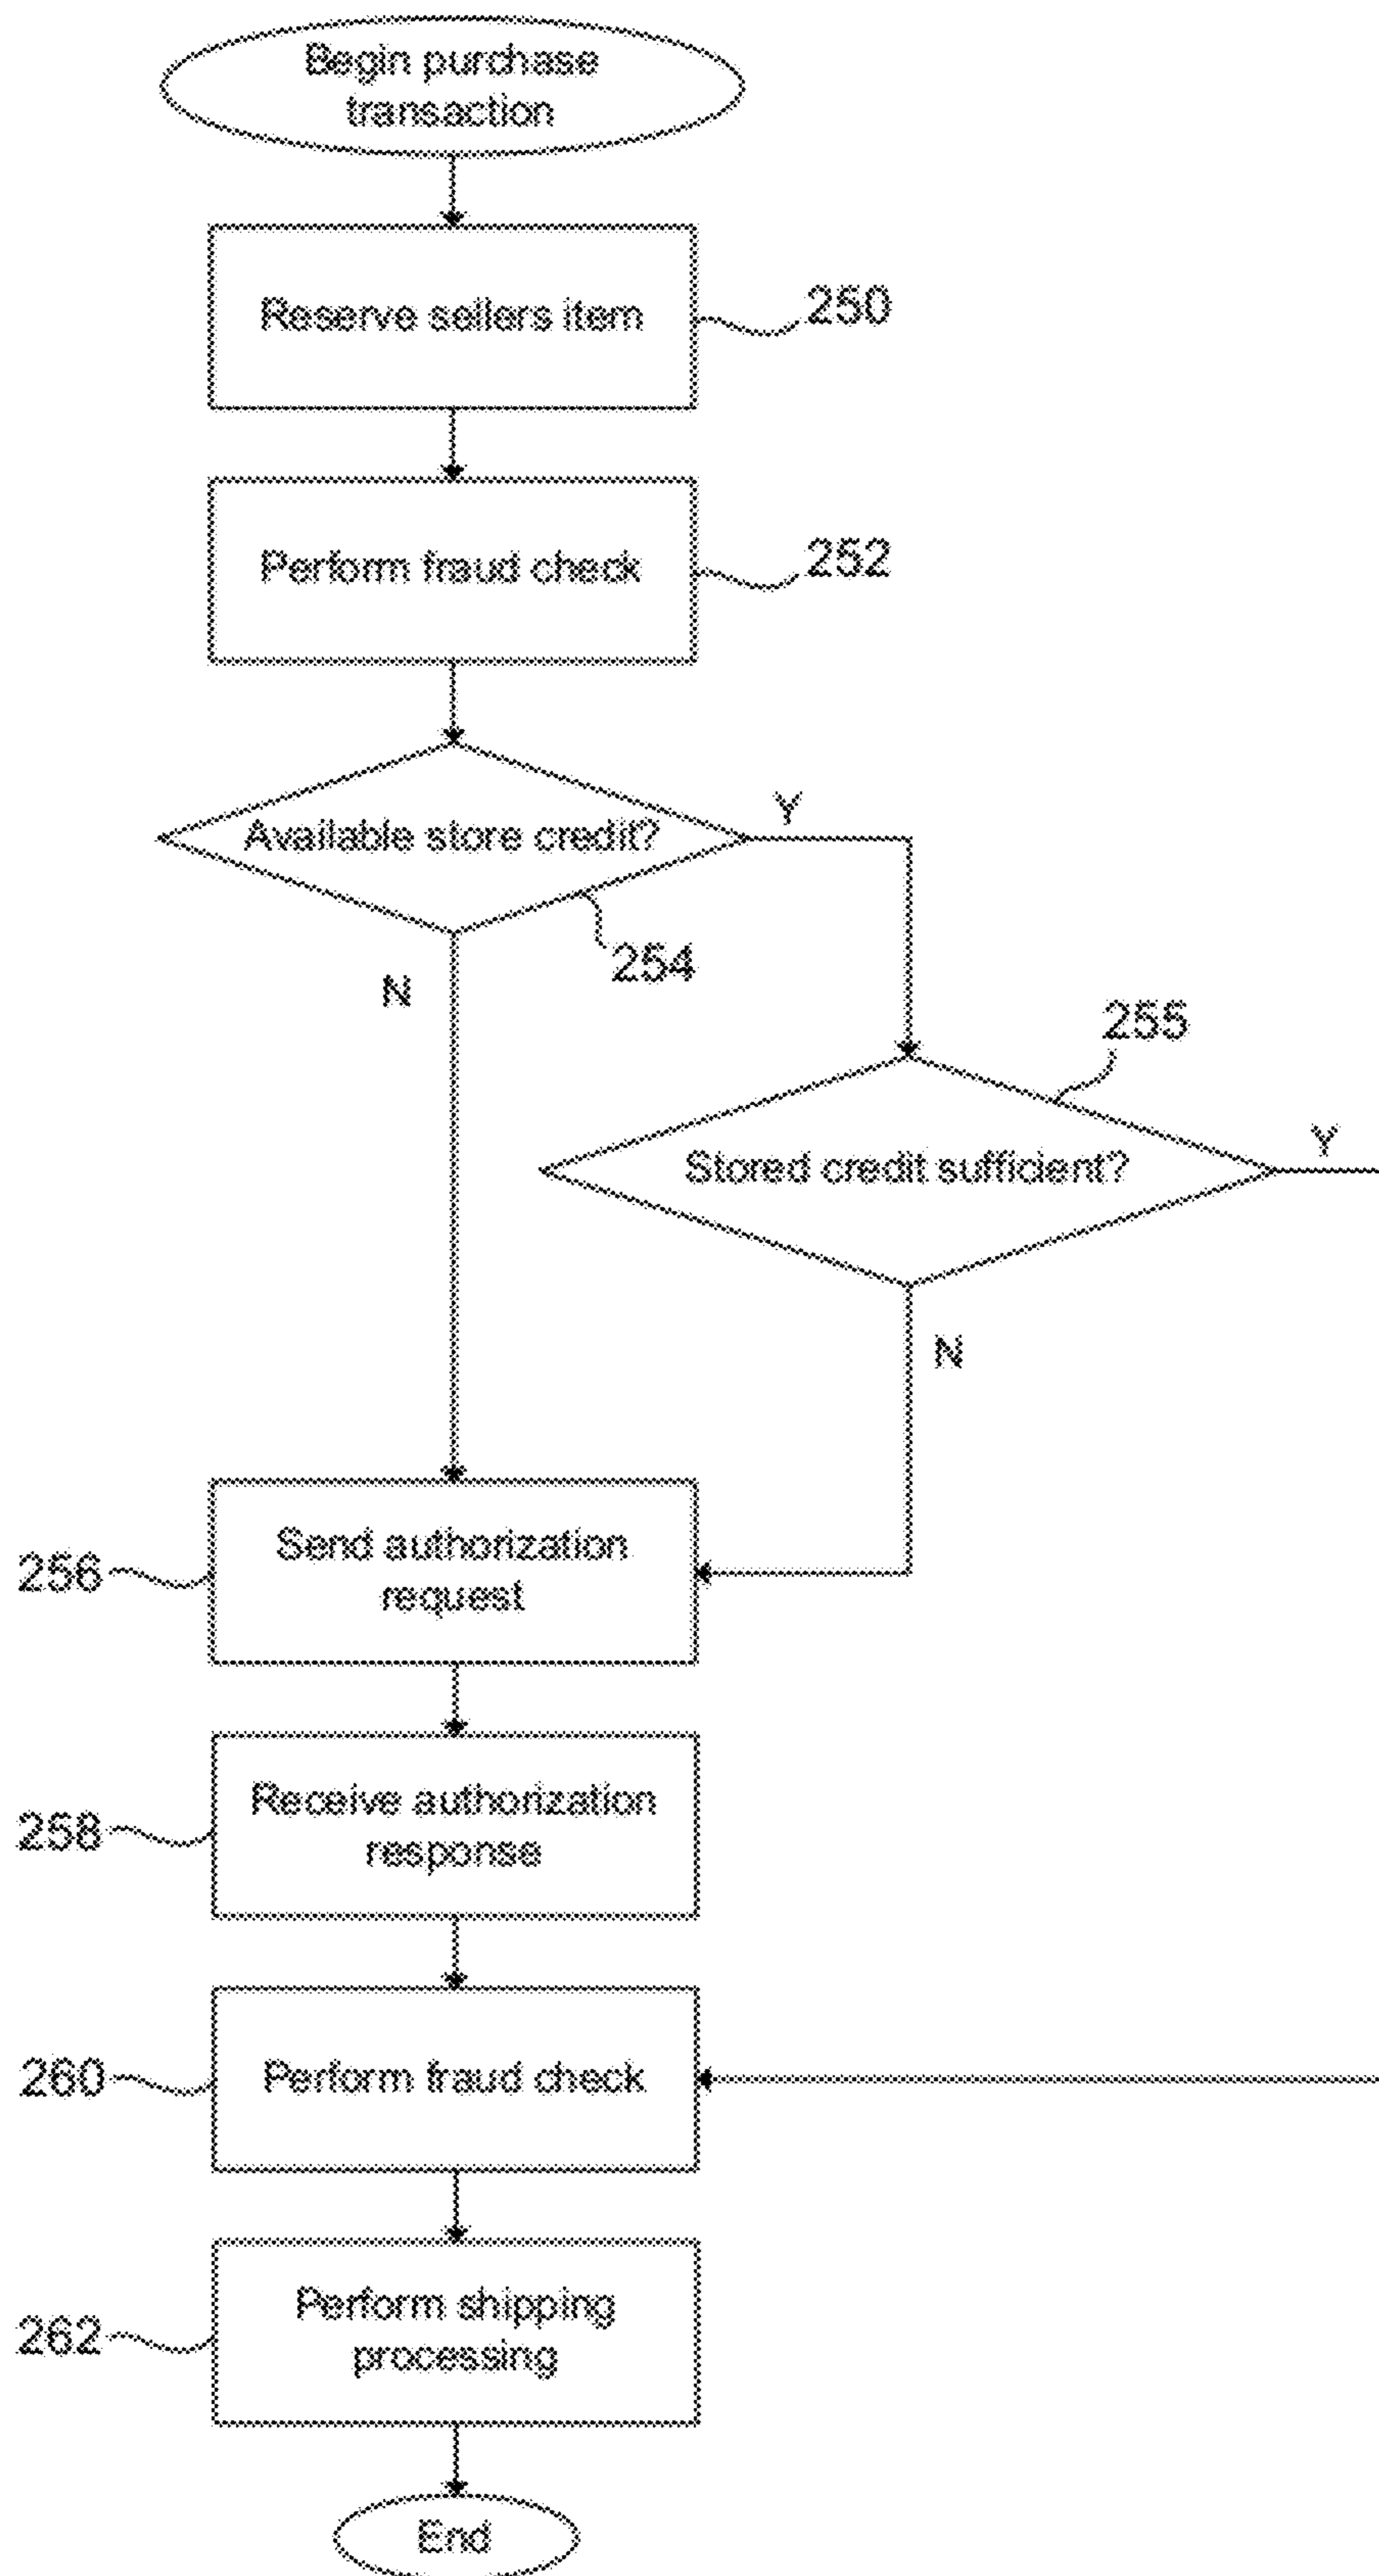 Begin purchase
transaction
Reserve sellers item
250
Perform fraud check
252
Available store credit?
Y
254
N
255
Stored credit sufficient?
Y
N
Send authorization
request
256
Receive authorization
response
258
Perform fraud check
260
Perform shipping
processing
262
End